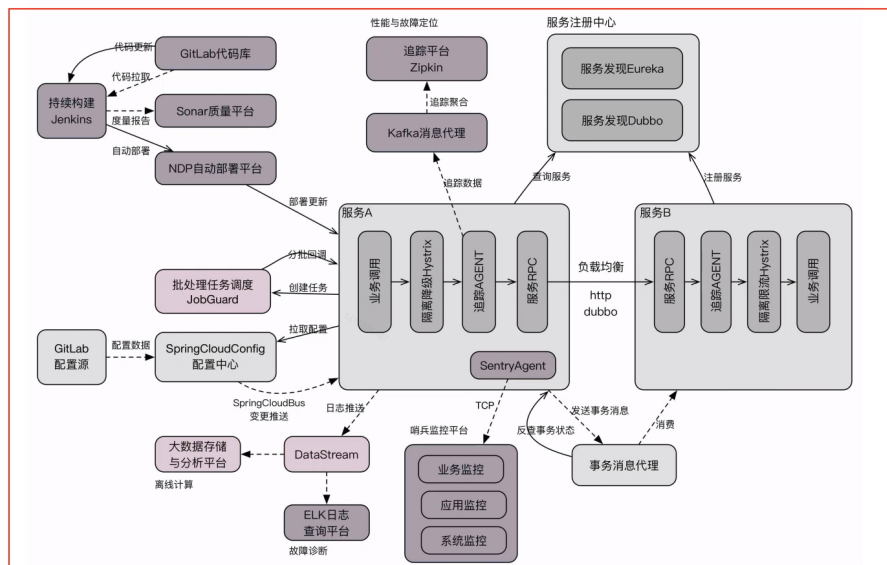 性能与故障定位
服务注册中心
代码更新
GitLab代码库
追踪平台
Zipkin
服务发现Eureka
代码拉取
持续构建
Jenkins
Sonar质量平台
追踪聚合
服务发现Dubbo
度量报告
Kafka消息代理
自动部署
NDP自动部署平台
追踪数据
查询服务
注册服务
部署更新
服务A
服务B
分批回调
业务调用
隔离降级Hystrix
追踪AGENT
服务RPC
负载均衡
http
dubbo
服务RPC
追踪AGENT
隔离限流Hystrix
业务调用
批处理任务调度
JobGuard
创建任务
拉取配置
GitLab
配置源
配置数据
SpringCloudConfig
配置中心
SentryAgent
SpringCloudBus
变更推送
日志推送
TCP
发送事务消息
哨兵监控平台
反查事务状态
消费
大数据存储
与分析平台
DataStream
业务监控
事务消息代理
离线计算
应用监控
ELK日志
查询平台
系统监控
故障诊断